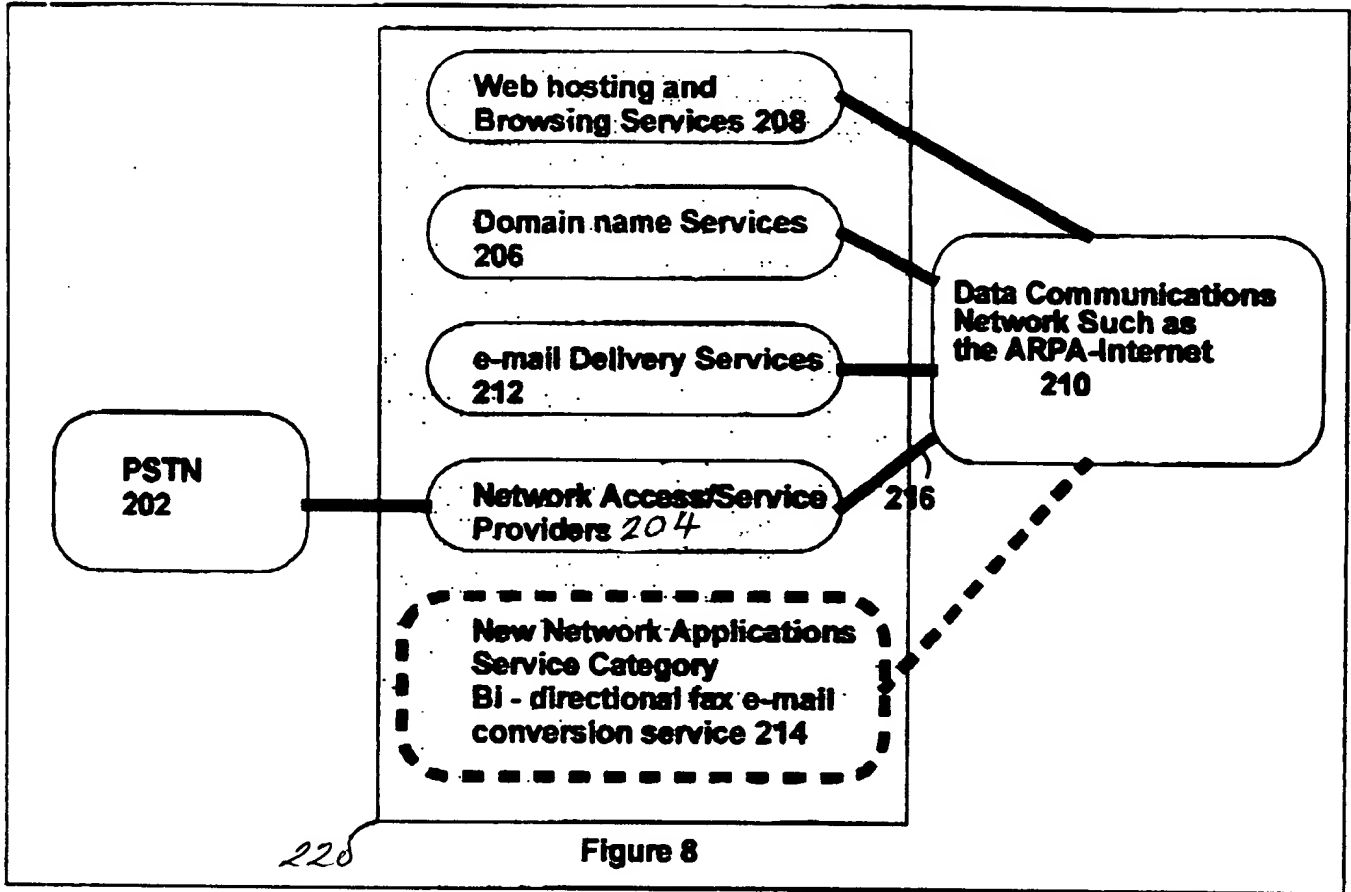 Web hosting and
Browsing Services 208
Domain name Services
206
Data Communications
Network Such as
the ARPA-Internet
210
e-mail Delivery Services
212
PSTN
202
Network Access/Service
Providers 204
216
New Network Applications
Service Category
Bi - directional fax e-mail
conversion service 214
Figure 8